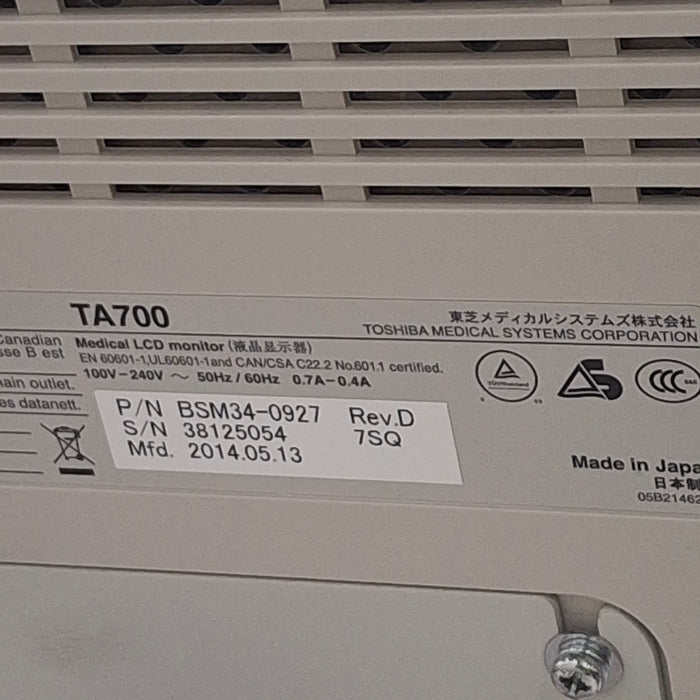 TA700
東芝メディカルシステムズ株式会社
TOSHIBA MEDICAL SYSTEMS CORPORATION
Canadian
sse B est
Medical LCD monitor (液晶显示器)
EN 60601-1,UL60601-1and CAN/CSA C22.2 No.601.1 certified.
100V-240V ～ 50Hz / 60Hz 0.7A-0.4A
ain outlet.
es datanett.
P/N BSM34-0927 Rev.D
S/N 38125054 7SQ
Mfd. 2014.05.13
Made in Japa
日本制
05B21462